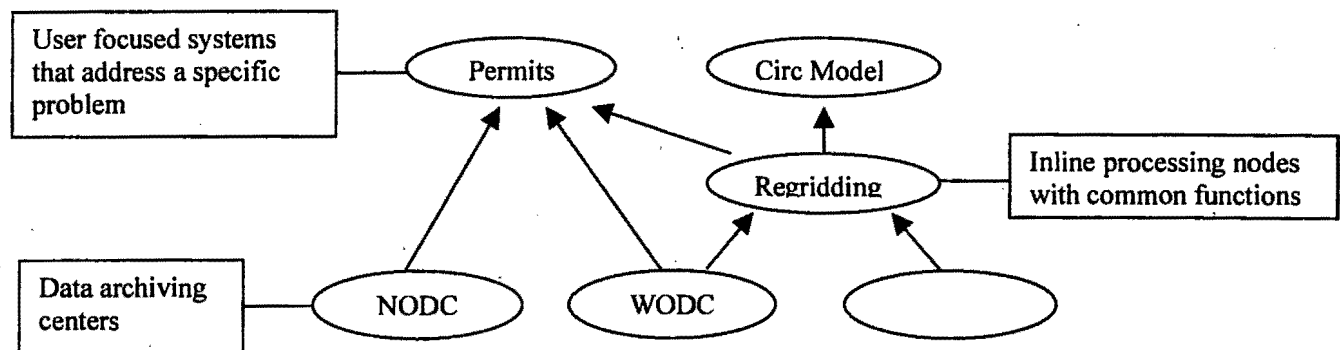 User focused systems
that address a specific
problem
Permits
Circ Model
Regridding
Inline processing nodes
with common functions
Data archiving
centers
NODC
WODC